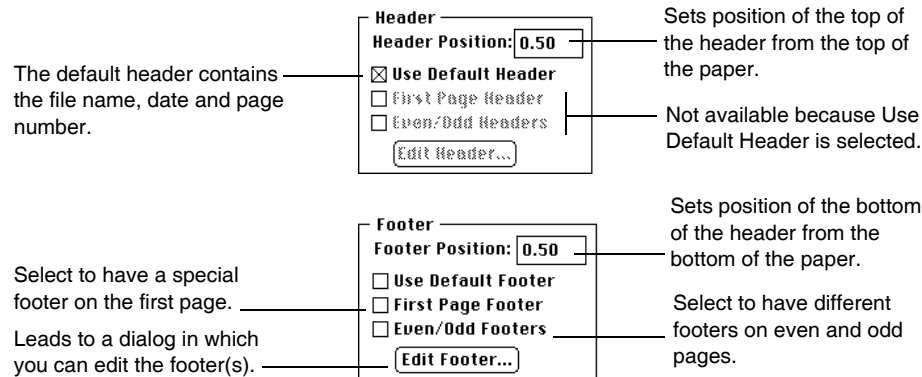 Header
Header Position: 0.50
Use Default Header
First Page Header
Even/Odd Headers
Edit Header...
The default header contains
the file name, date and page
number.
Sets position of the top of
the header from the top of
the paper.
Not available because Use
Default Header is selected.
Footer
Footer Position: 0.50
Use Default Footer
First Page Footer
Even/Odd Footers
Edit Footer...
Select to have a special
footer on the first page.
Leads to a dialog in which
you can edit the footer(s).
Sets position of the bottom
of the header from the
bottom of the paper.
Select to have different
footers on even and odd
pages.